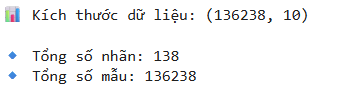 📊 Kích thước dữ liệu: (136238, 10)
🔹 Tổng số nhãn: 138
🔹 Tổng số mẫu: 136238